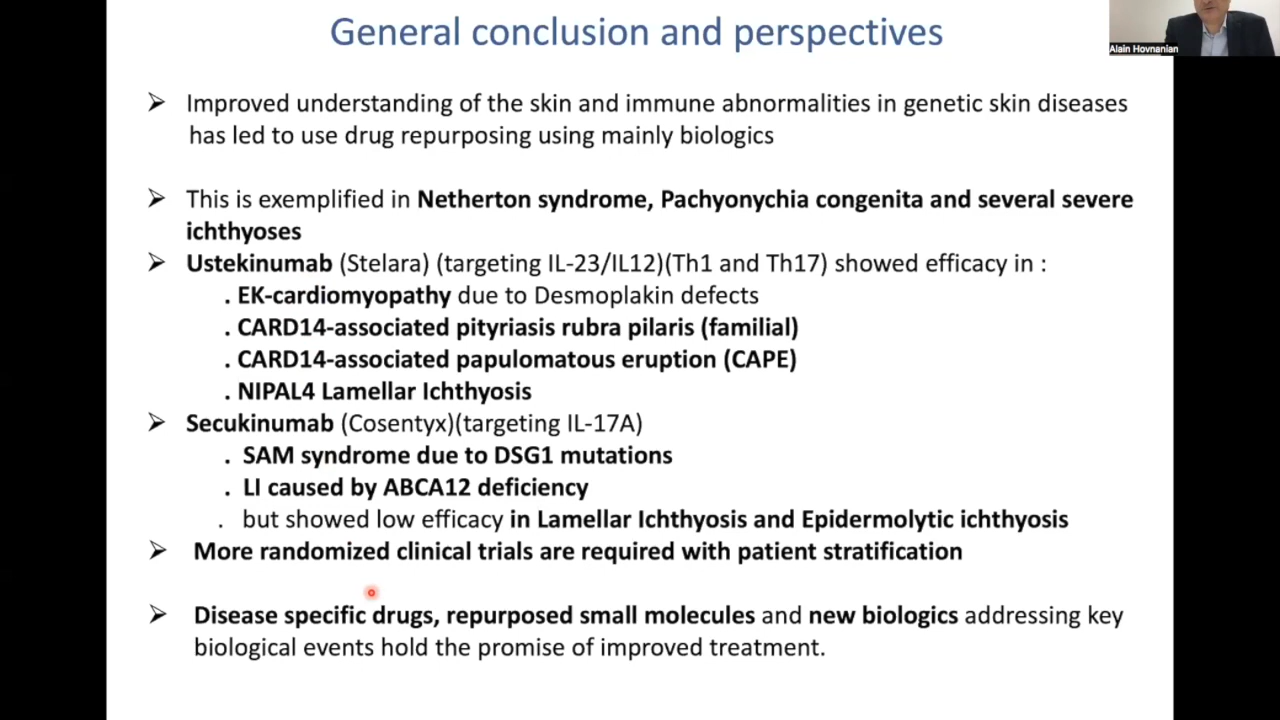 General conclusion and perspectives
Alain Hovnanian
➢ Improved understanding of the skin and immune abnormalities in genetic skin diseases
has led to use drug repurposing using mainly biologics
➢ This is exemplified in Netherton syndrome, Pachyonychia congenita and several severe
ichthyoses
➢ Ustekinumab (Stelara) (targeting IL-23/IL12)(Th1 and Th17) showed efficacy in :
. EK-cardiomyopathy due to Desmoplakin defects
. CARD14-associated pityriasis rubra pilaris (familial)
. CARD14-associated papulomatous eruption (CAPE)
. NIPAL4 Lamellar Ichthyosis
➢ Secukinumab (Cosentyx)(targeting IL-17A)
. SAM syndrome due to DSG1 mutations
. LI caused by ABCA12 deficiency
. but showed low efficacy in Lamellar Ichthyosis and Epidermolytic ichthyosis
➢ More randomized clinical trials are required with patient stratification
➢ Disease specific drugs, repurposed small molecules and new biologics addressing key
biological events hold the promise of improved treatment.